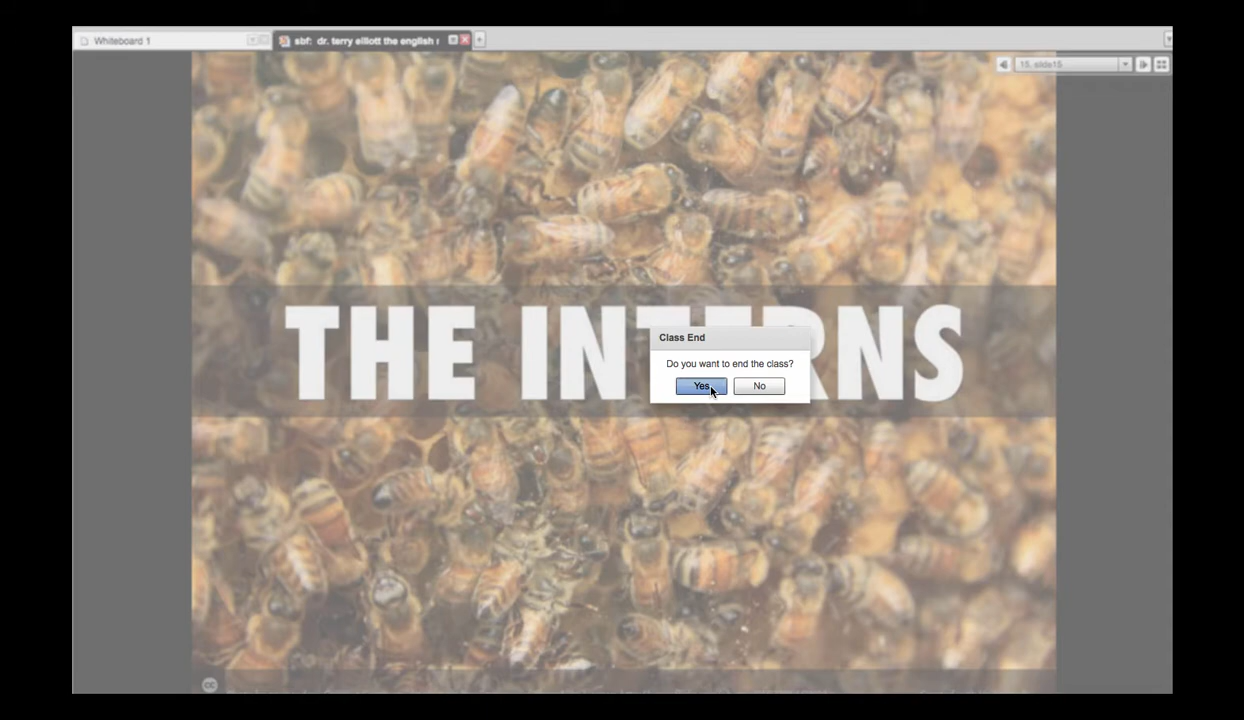 Whiteboard 1
sbf: dr. terry elliott the english r
15. slide15
THE INTERNS
Class End
Do you want to end the class?
Yes No
cc